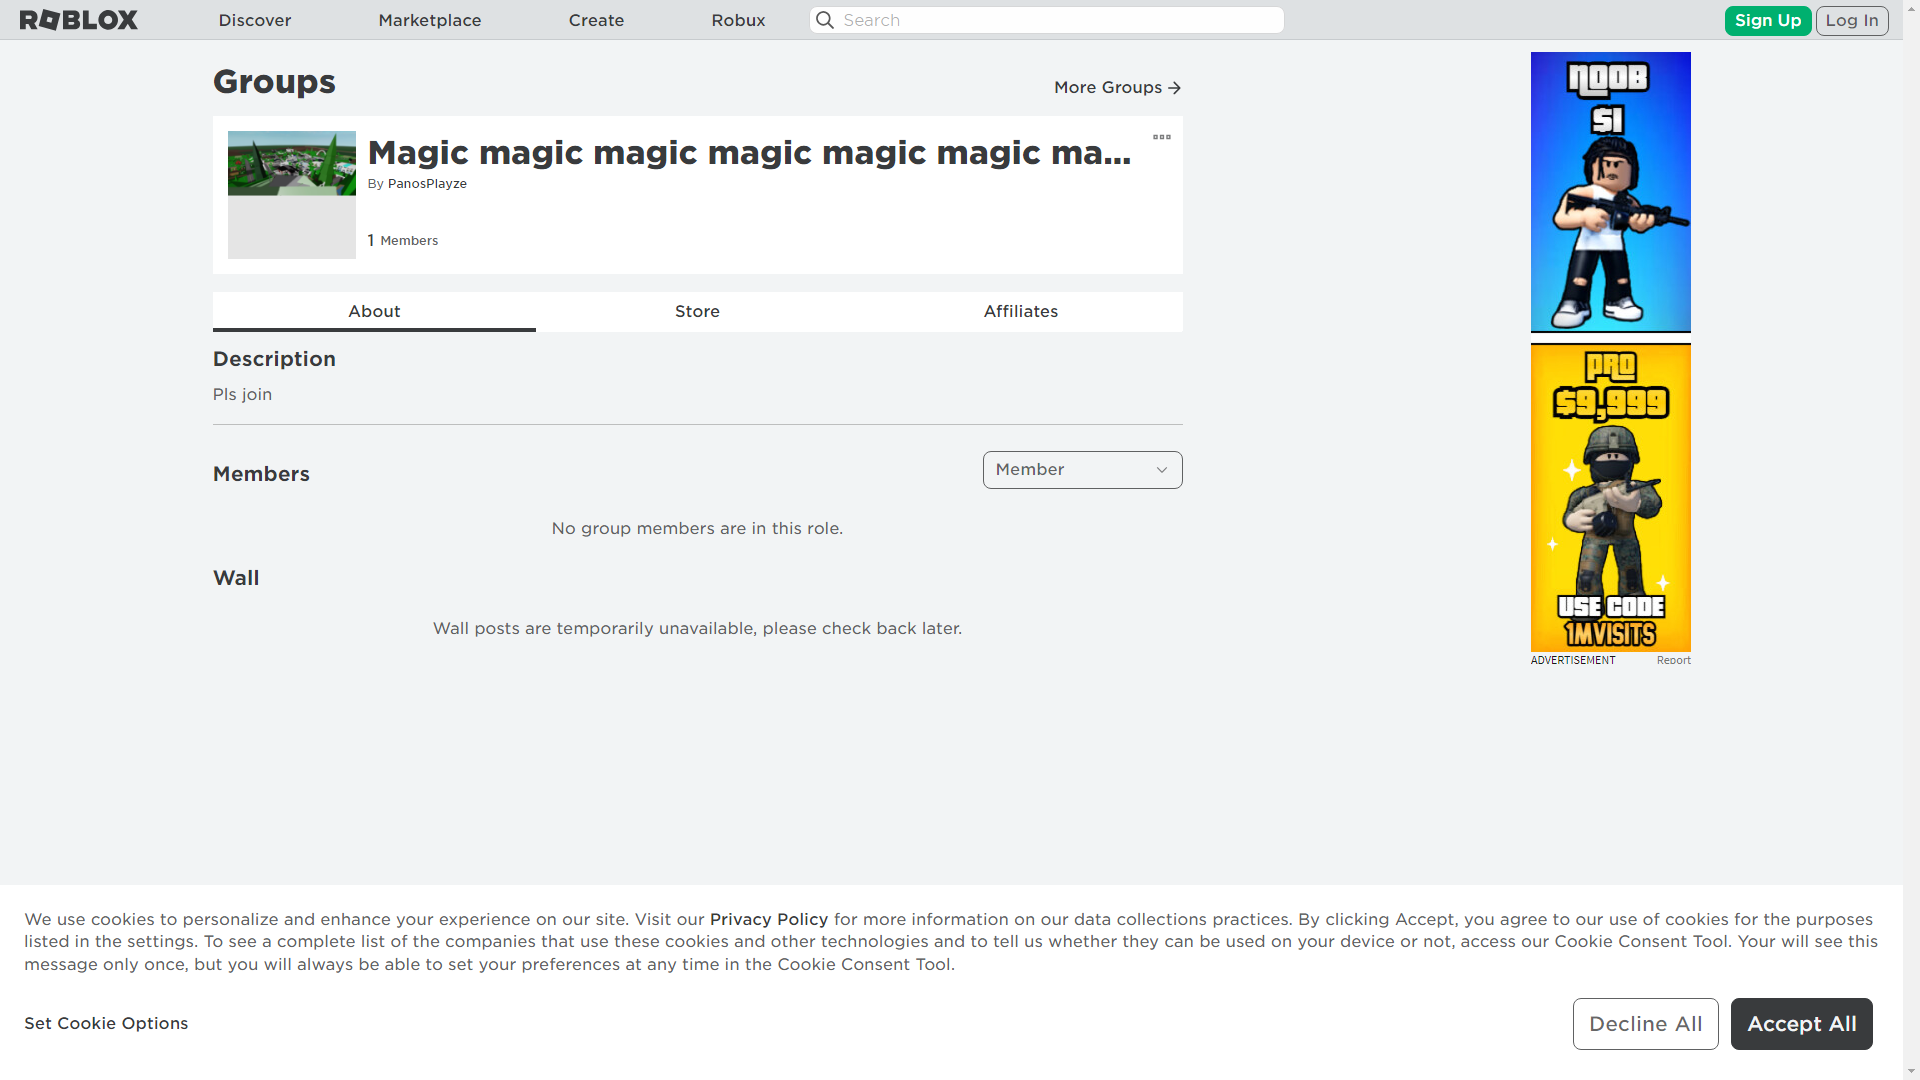 ROBLOX
Discover
Marketplace
Create
Robux
Search
Sign Up
Log In
Groups
More Groups
Magic magic magic magic magic magic ma...
By PanosPlayze
1 Members
About
Store
Affiliates
Description
Pls join
Members
Member
No group members are in this role.
Wall
Wall posts are temporarily unavailable, please check back later.
NOOB
$1
PRO
$9,999
USE CODE
1MVISITS
ADVERTISEMENT
Report
We use cookies to personalize and enhance your experience on our site. Visit our Privacy Policy for more information on our data collections practices. By clicking Accept, you agree to our use of cookies for the purposes
listed in the settings. To see a complete list of the companies that use these cookies and other technologies and to tell us whether they can be used on your device or not, access our Cookie Consent Tool. Your will see this
message only once, but you will always be able to set your preferences at any time in the Cookie Consent Tool.
Set Cookie Options
Decline All
Accept All